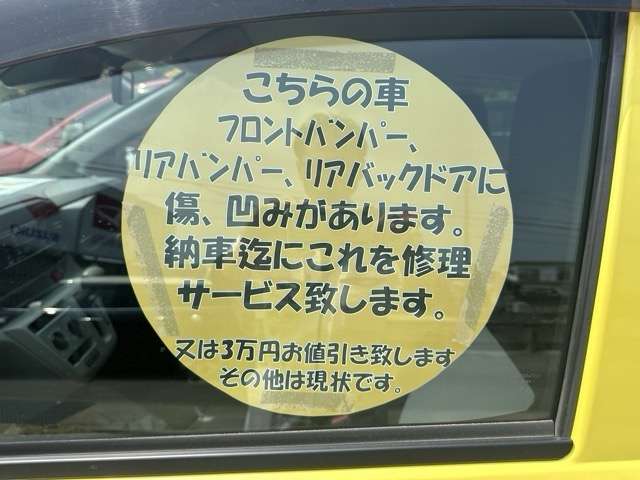 こちらの車
フロントバンパー、
リアバンパー、リアバックドアに
傷、凹みがあります。
納車迄にこれを修理
サービス致します。
又は3万円お値引き致します
その他は現状です。